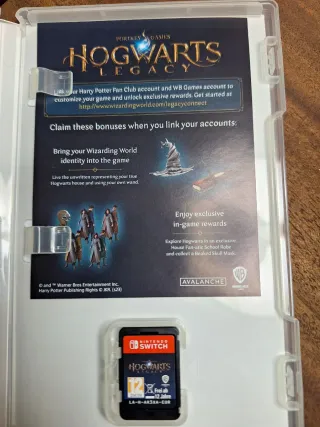 PORTKEY GAMES
HOGWARTS
LEGACY
Link your Harry Potter Fan Club account and WB Games account to
customize your game and unlock exclusive rewards. Get started at
http://www.wizardingworld.com/legacyconnect
Claim these bonuses when you link your accounts:
Bring your Wizarding World
identity into the game
Live the unwritten representing your true
Hogwarts house and using your own wand.
Enjoy exclusive
in-game rewards
Explore Hogwarts in an exclusive
House Fan-atic School Robe
and collect a Beaked Skull Mask.
© and ™ Warner Bros Entertainment Inc.
Harry Potter Publishing Rights © JKR.
AVALANCHE
NINTENDO
SWITCH
HOGWARTS
LEGACY
12
Frei ab
12 Jahren